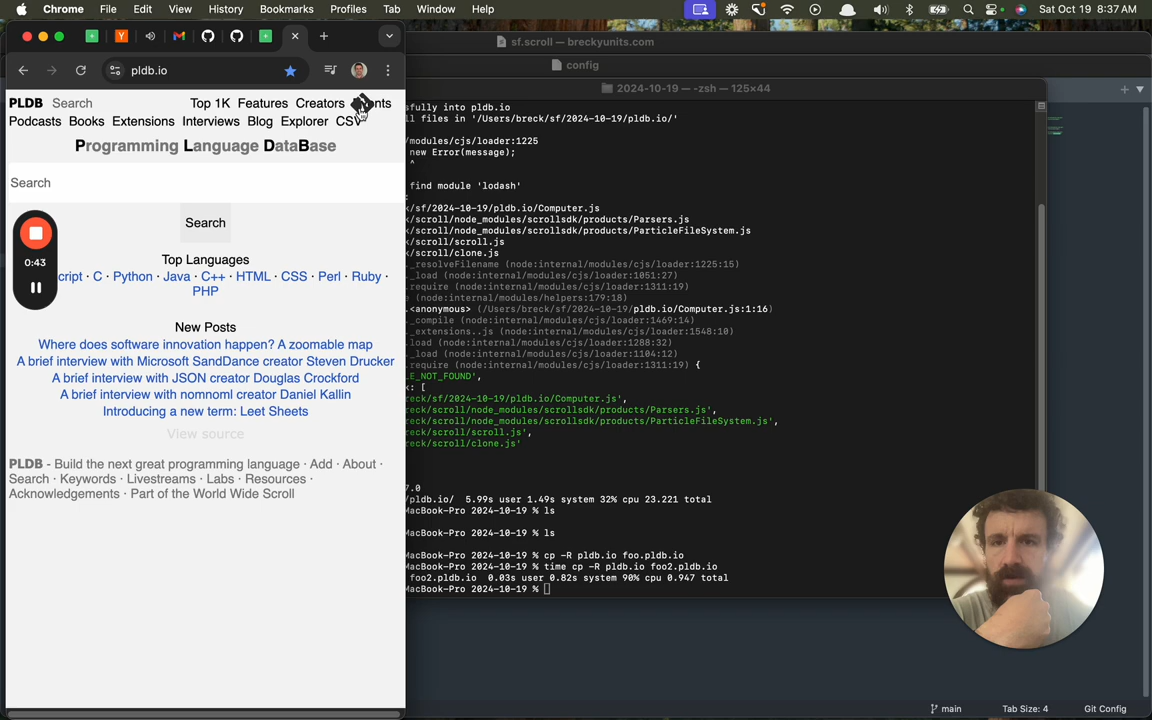 Chrome File Edit View History Bookmarks Profiles Tab Window Help Sat Oct 19 8:37 AM
sf.scroll — breckyunits.com
config
2024-10-19 — -zsh — 125×44
pldb.io
PLDB Search Top 1K Features Creators
Podcasts Books Extensions Interviews Blog Explorer CSV
Programming Language DataBase
Search
Search
0:43
Top Languages
cript · C · Python · Java · C++ · HTML · CSS · Perl · Ruby ·
PHP
New Posts
Where does software innovation happen? A zoomable map
A brief interview with Microsoft SandDance creator Steven Drucker
A brief interview with JSON creator Douglas Crockford
A brief interview with nomnoml creator Daniel Kallin
Introducing a new term: Leet Sheets
View source
PLDB - Build the next great programming language · Add · About ·
Search · Keywords · Livestreams · Labs · Resources ·
Acknowledgements · Part of the World Wide Scroll
sfully into pldb.io
ll files in '/Users/breck/sf/2024-10-19/pldb.io/'
/modules/cjs/loader:1225
new Error(message);
^
find module 'lodash'
:
k/sf/2024-10-19/pldb.io/Computer.js
k/scroll/node_modules/scrollsdk/products/Parsers.js
k/scroll/node_modules/scrollsdk/products/ParticleFileSystem.js
k/scroll/scroll.js
k/scroll/clone.js
._resolveFilename (node:internal/modules/cjs/loader:1225:15)
._load (node:internal/modules/cjs/loader:1051:27)
.require (node:internal/modules/cjs/loader:1311:19)
e (node:internal/modules/helpers:179:18)
.<anonymous> (/Users/breck/sf/2024-10-19/pldb.io/Computer.js:1:16)
._compile (node:internal/modules/cjs/loader:1469:14)
._extensions..js (node:internal/modules/cjs/loader:1548:10)
.load (node:internal/modules/cjs/loader:1288:32)
._load (node:internal/modules/cjs/loader:1104:12)
.require (node:internal/modules/cjs/loader:1311:19) {
LE_NOT_FOUND',
k: [
reck/sf/2024-10-19/pldb.io/Computer.js',
reck/scroll/node_modules/scrollsdk/products/Parsers.js',
reck/scroll/node_modules/scrollsdk/products/ParticleFileSystem.js',
reck/scroll/scroll.js',
reck/scroll/clone.js'
7.0
/pldb.io/ 5.99s user 1.49s system 32% cpu 23.221 total
MacBook-Pro 2024-10-19 % ls
MacBook-Pro 2024-10-19 % ls
MacBook-Pro 2024-10-19 % cp -R pldb.io foo.pldb.io
MacBook-Pro 2024-10-19 % time cp -R pldb.io foo2.pldb.io
foo2.pldb.io 0.03s user 0.82s system 90% cpu 0.947 total
MacBook-Pro 2024-10-19 %
main Tab Size: 4 Git Config